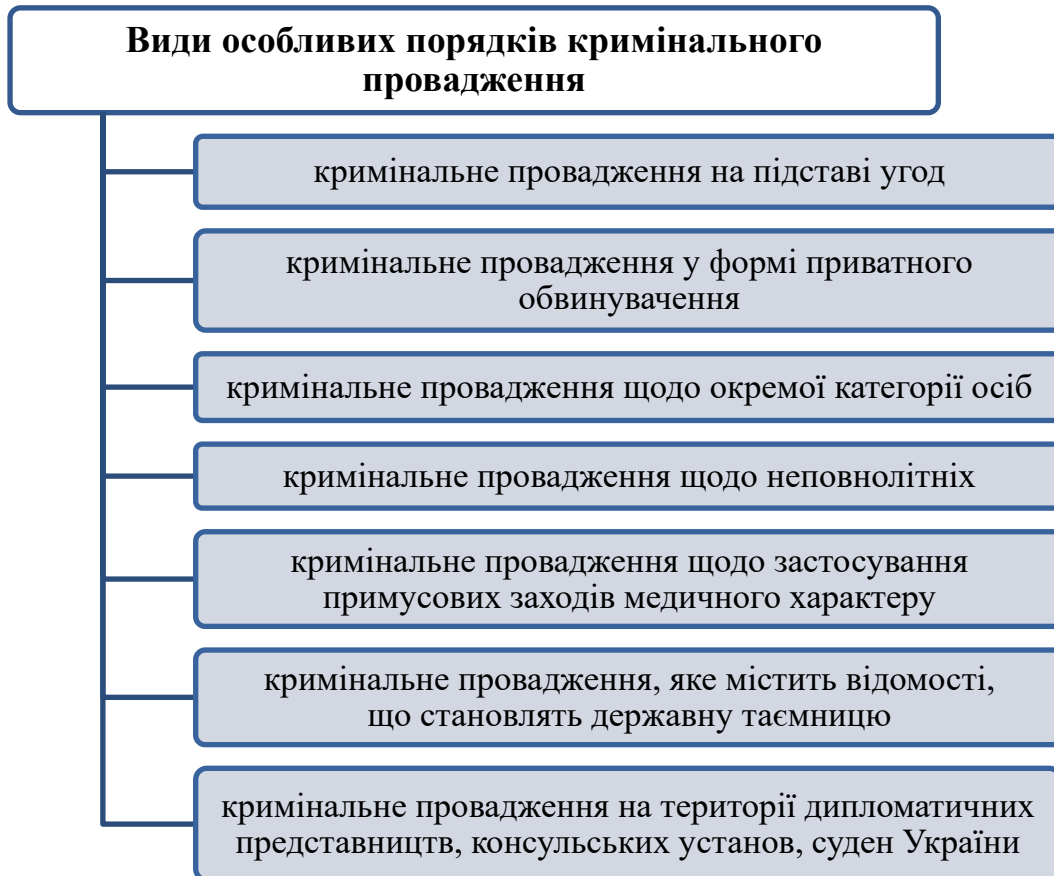 Види особливих порядків кримінального
провадження
кримінальне провадження на підставі угод
кримінальне провадження у формі приватного
обвинувачення
кримінальне провадження щодо окремої категорії осіб
кримінальне провадження щодо неповнолітніх
кримінальне провадження щодо застосування
примусових заходів медичного характеру
кримінальне провадження, яке містить відомості,
що становлять державну таємницю
кримінальне провадження на території дипломатичних
представництв, консульських установ, суден України